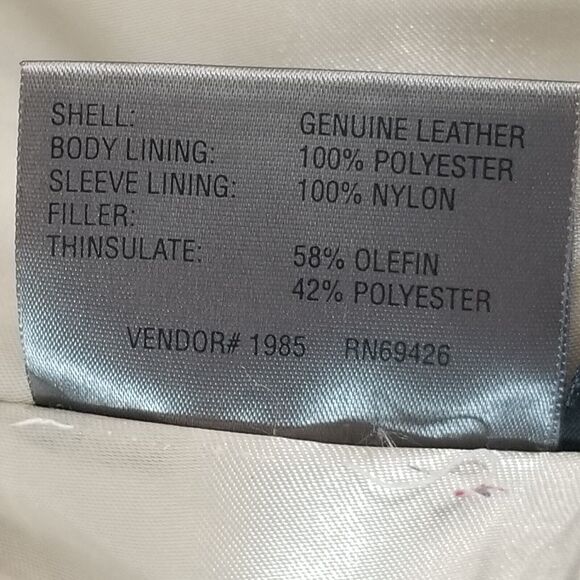 SHELL: GENUINE LEATHER
BODY LINING: 100% POLYESTER
SLEEVE LINING: 100% NYLON
FILLER:
THINSULATE: 58% OLEFIN
42% POLYESTER
VENDOR# 1985 RN69426